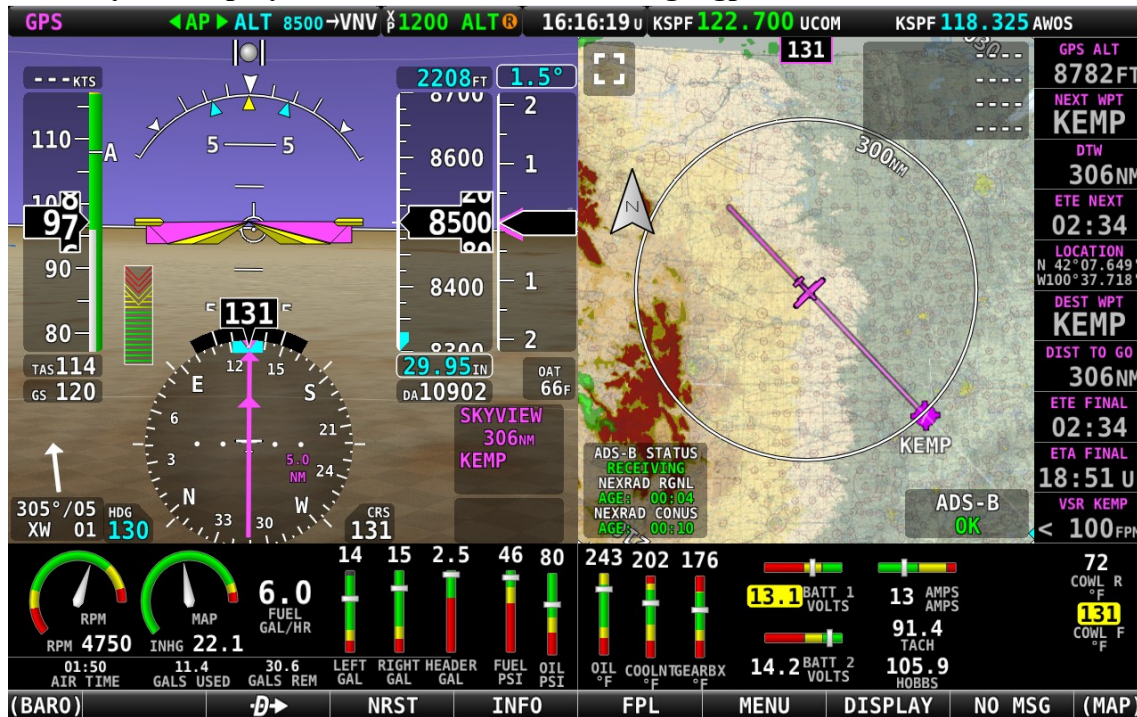 GPS ◄AP► ALT 8500→VNV XP1200 ALT R 16:16:19 U KSPF 122.700 UCOM KSPF 118.325 AWOS
---KTS
110
A
97
90
80
TAS 114
GS 120
5 5
2208FT 1.5°
8700
8600
8500
8400
8300
20
2
1
1
2
29.95IN
DA10902
OAT
66F
131
12 15
E S
6 21
3 24
N W
33 30
5.0
NM
SKYVIEW
306NM
KEMP
305°/05
XW 01
HDG
130
CRS
131
131
300NM
N
----
----
----
----
KEMP
ADS-B STATUS
RECEIVING
NEXRAD RGNL
AGE: 00:04
NEXRAD CONUS
AGE: 00:10
ADS-B
OK
GPS ALT
8782FT
NEXT WPT
KEMP
DTW
306NM
ETE NEXT
02:34
LOCATION
N 42°07.649'
W100°37.718'
DEST WPT
KEMP
DIST TO GO
306NM
ETE FINAL
02:34
ETA FINAL
18:51 U
VSR KEMP
< 100FPM
RPM
RPM 4750
MAP
INHG 22.1
6.0
FUEL
GAL/HR
01:50
AIR TIME
11.4
GALS USED
30.6
GALS REM
14 15 2.5 46 80
LEFT GAL
RIGHT GAL
HEADER GAL
FUEL PSI
OIL PSI
243 202 176
OIL °F
COOLNT °F
GEARBX °F
13.1 BATT 1 VOLTS
14.2 BATT 2 VOLTS
13 AMPS AMPS
91.4
TACH
105.9
HOBBS
72
COWL R
°F
131
COWL F
°F
(BARO) D→ NRST INFO FPL MENU DISPLAY NO MSG (MAP)